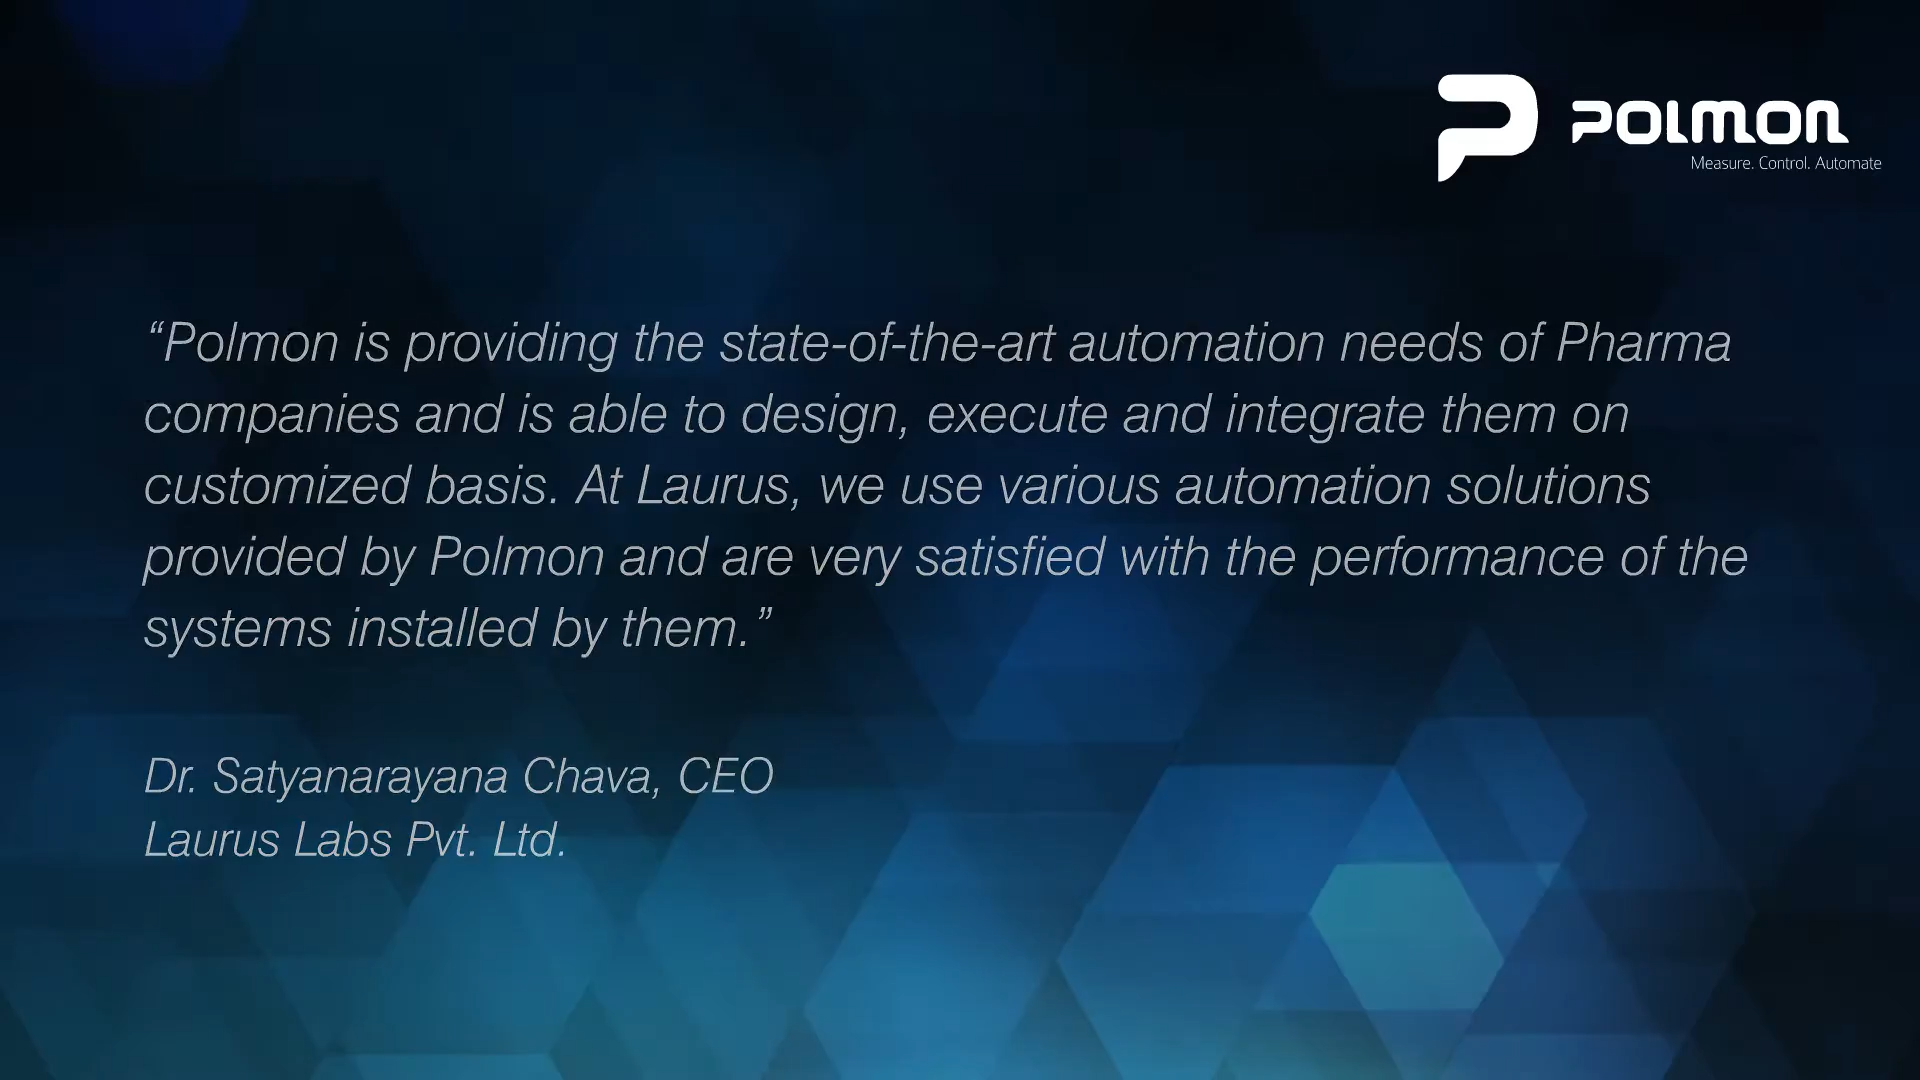 POLMON
Measure. Control. Automate
“Polmon is providing the state-of-the-art automation needs of Pharma
companies and is able to design, execute and integrate them on
customized basis. At Laurus, we use various automation solutions
provided by Polmon and are very satisfied with the performance of the
systems installed by them.”
Dr. Satyanarayana Chava, CEO
Laurus Labs Pvt. Ltd.